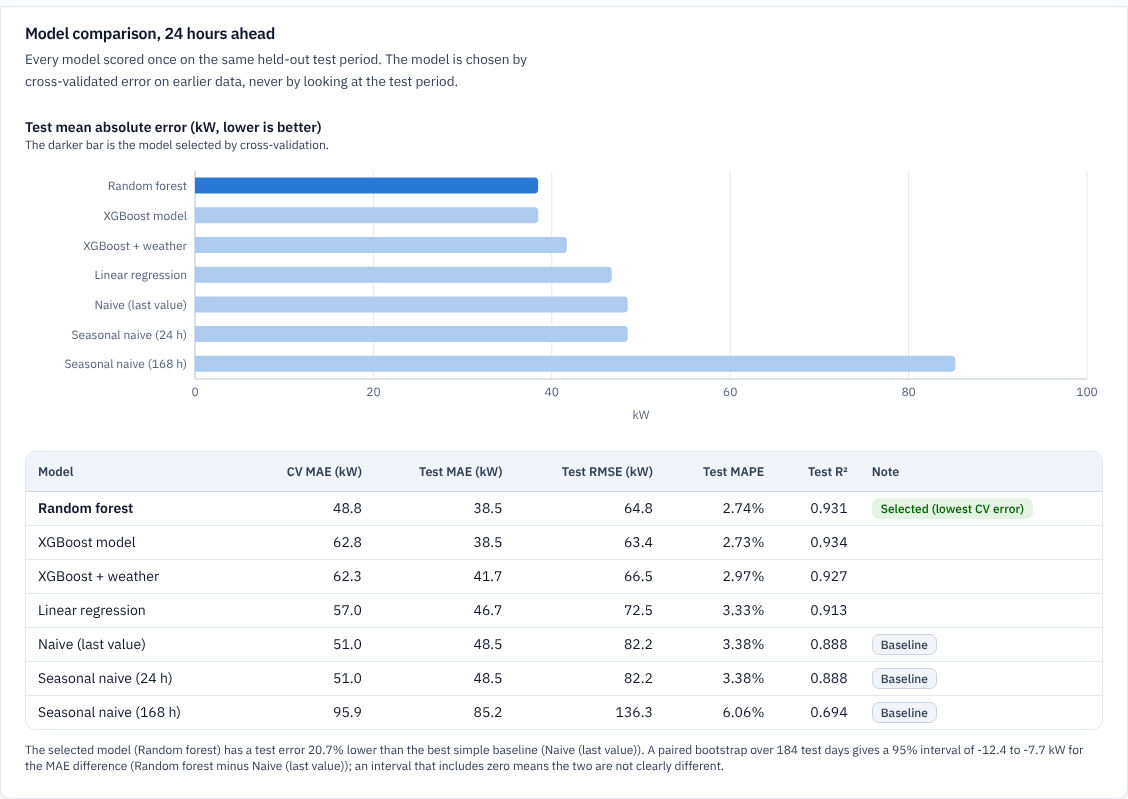 Model comparison, 24 hours ahead
Every model scored once on the same held-out test period. The model is chosen by
cross-validated error on earlier data, never by looking at the test period.
Test mean absolute error (kW, lower is better)
The darker bar is the model selected by cross-validation.
Random forest
XGBoost model
XGBoost + weather
Linear regression
Naive (last value)
Seasonal naive (24 h)
Seasonal naive (168 h)
0 20 40 60 80 100
kW
Model CV MAE (kW) Test MAE (kW) Test RMSE (kW) Test MAPE Test R² Note
Random forest 48.8 38.5 64.8 2.74% 0.931 Selected (lowest CV error)
XGBoost model 62.8 38.5 63.4 2.73% 0.934
XGBoost + weather 62.3 41.7 66.5 2.97% 0.927
Linear regression 57.0 46.7 72.5 3.33% 0.913
Naive (last value) 51.0 48.5 82.2 3.38% 0.888 Baseline
Seasonal naive (24 h) 51.0 48.5 82.2 3.38% 0.888 Baseline
Seasonal naive (168 h) 95.9 85.2 136.3 6.06% 0.694 Baseline
The selected model (Random forest) has a test error 20.7% lower than the best simple baseline (Naive (last value)). A paired bootstrap over 184 test days gives a 95% interval of -12.4 to -7.7 kW for
the MAE difference (Random forest minus Naive (last value)); an interval that includes zero means the two are not clearly different.